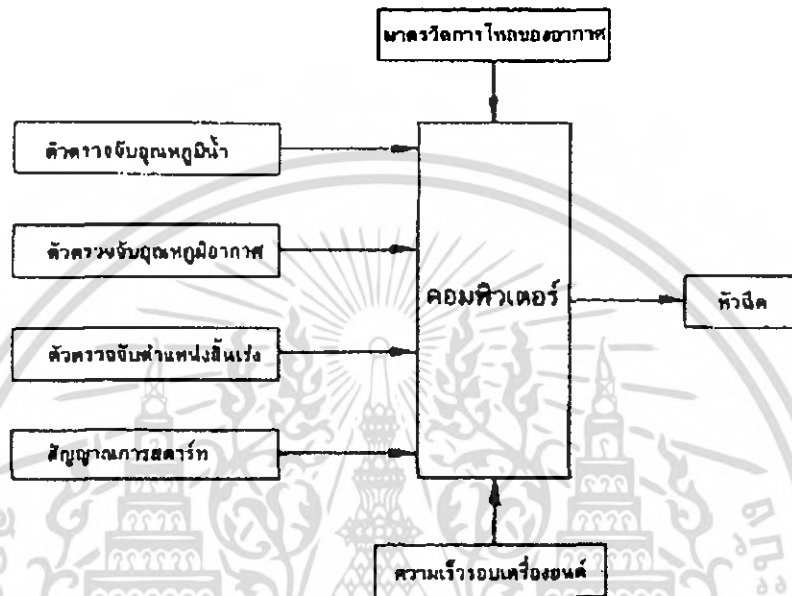 มาตรวัดการไหลของอากาศ
ตัวตรวจจับอุณหภูมิน้ำ
ตัวตรวจจับอุณหภูมิอากาศ
คอมพิวเตอร์
หัวฉีด
ตัวตรวจจับตำแหน่งลิ้นเร่ง
สัญญาณการสตาร์ท
ความเร็วรอบเครื่องยนต์